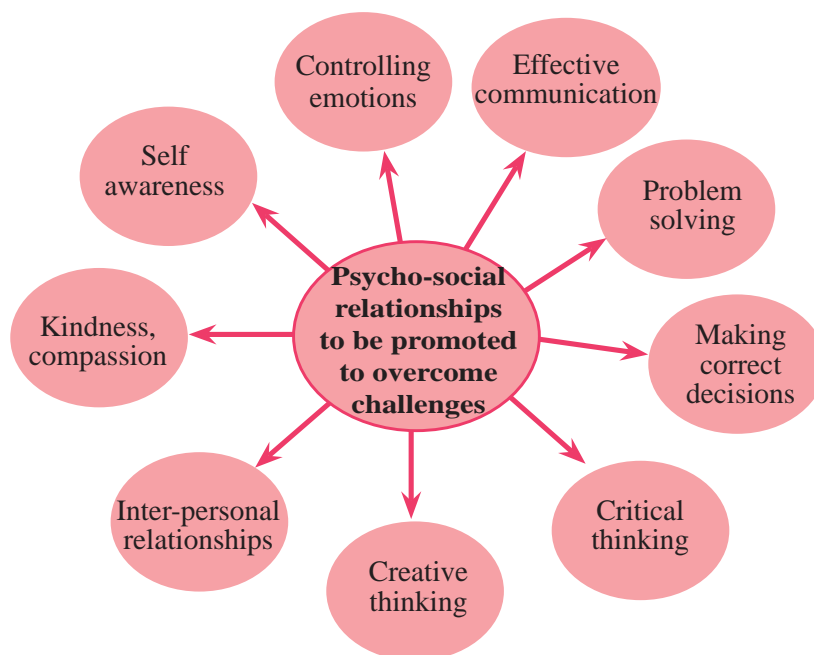 Controlling
emotions
Effective
communication
Self
awareness
Problem
solving
Psycho-social
relationships
to be promoted
to overcome
challenges
Kindness,
compassion
Making
correct
decisions
Inter-personal
relationships
Critical
thinking
Creative
thinking